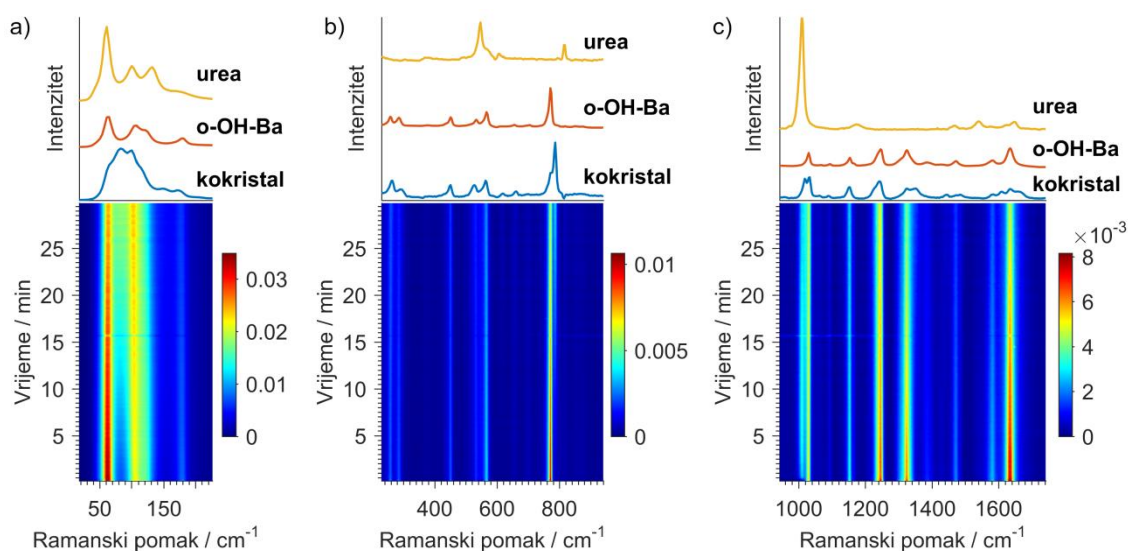 a)
Intenzitet
urea
o-OH-Ba
kokristal
Vrijeme / min
25
20
15
10
5
0.03
0.02
0.01
0
50
150
Ramanski pomak / cm-1
b)
Intenzitet
urea
o-OH-Ba
kokristal
Vrijeme / min
25
20
15
10
5
0.01
0.005
0
400
600
800
Ramanski pomak / cm-1
c)
Intenzitet
urea
o-OH-Ba
kokristal
Vrijeme / min
25
20
15
10
5
× 10-3
8
6
4
2
0
1000
1200
1400
1600
Ramanski pomak / cm-1